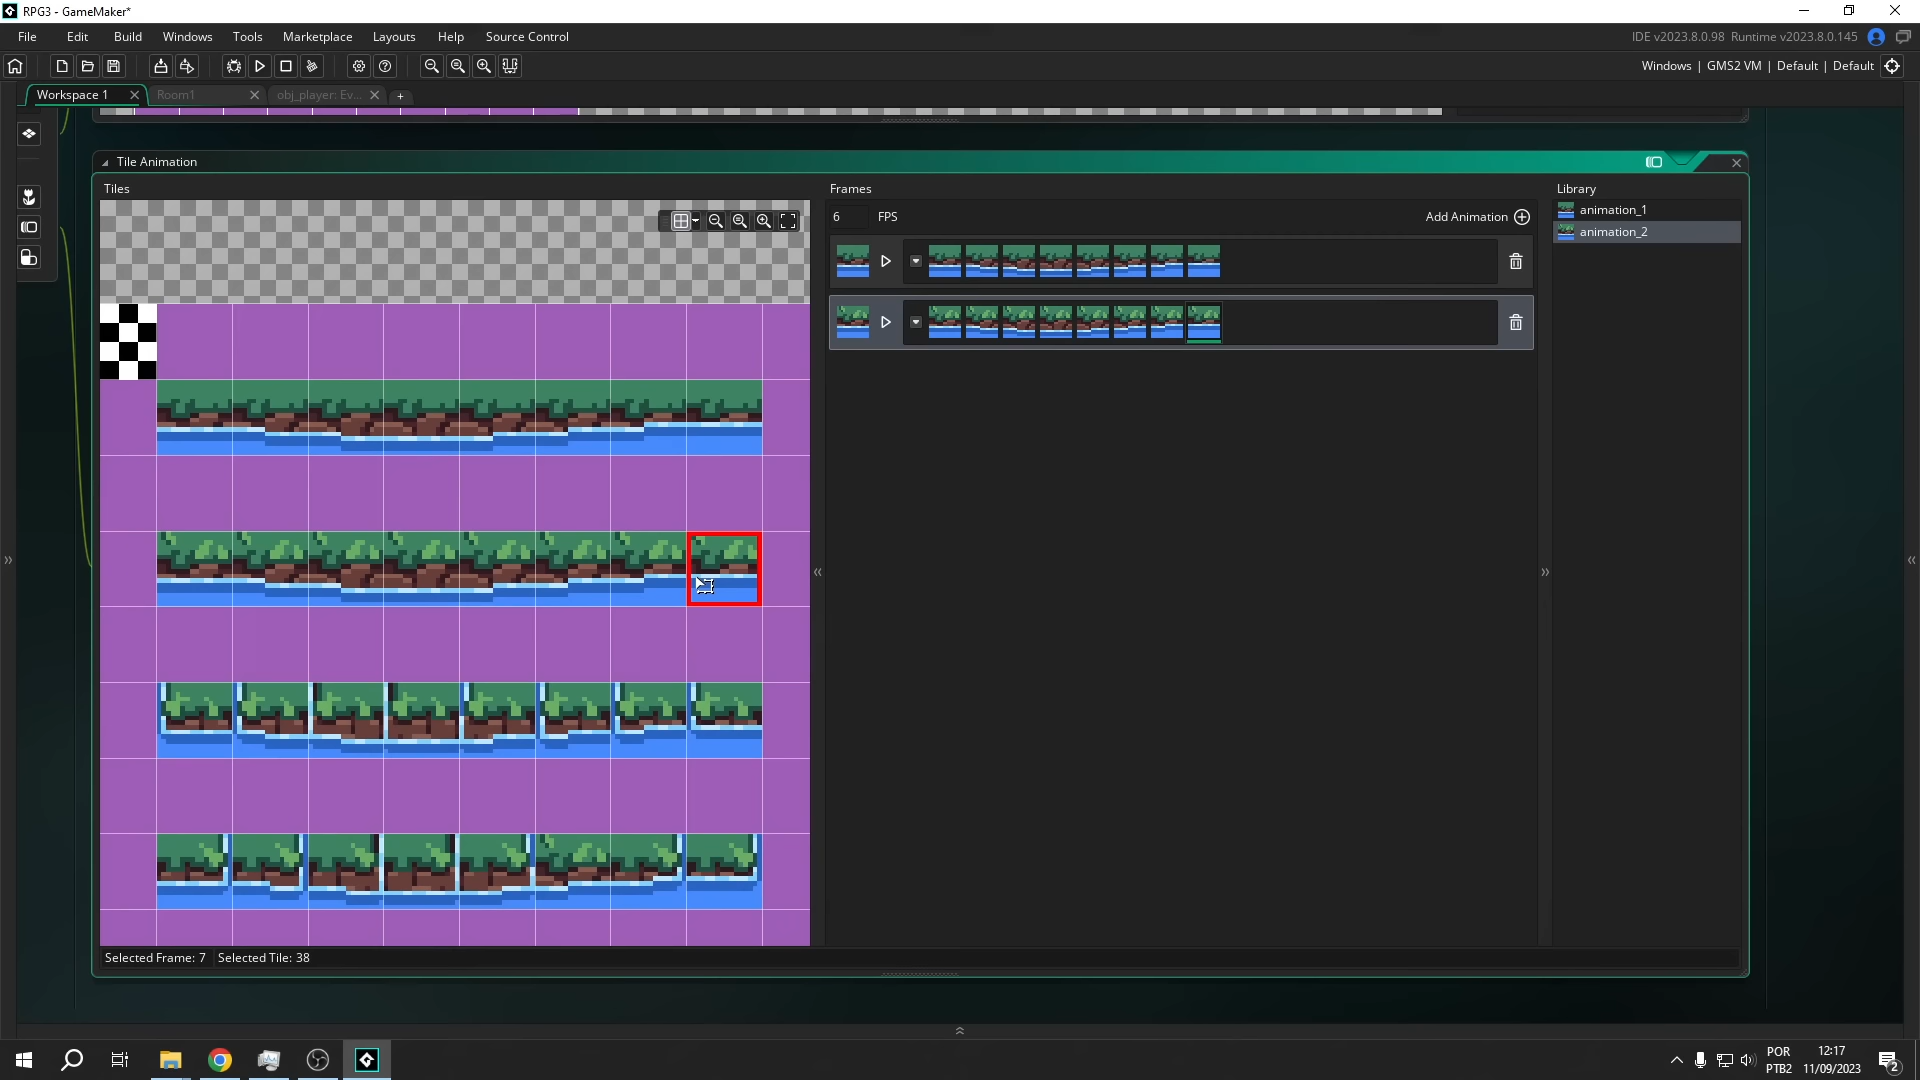 RPG3 - GameMaker*
File Edit Build Windows Tools Marketplace Layouts Help Source Control
IDE v2023.8.0.98 Runtime v2023.8.0.145
Windows | GMS2 VM | Default | Default
Workspace 1 Room1 obj_player: Ev... +
Tile Animation
Tiles Frames Library
6 FPS Add Animation
animation_1
animation_2
Selected Frame: 7 Selected Tile: 38
POR 12:17
PTB2 11/09/2023 2